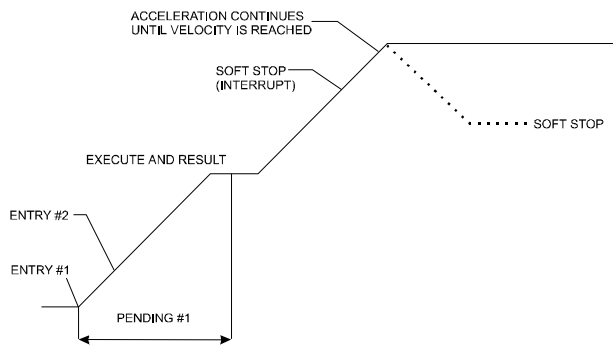 ACCELERATION CONTINUES
UNTIL VELOCITY IS REACHED
SOFT STOP
(INTERRUPT)
SOFT STOP
EXECUTE AND RESULT
ENTRY #2
ENTRY #1
PENDING #1